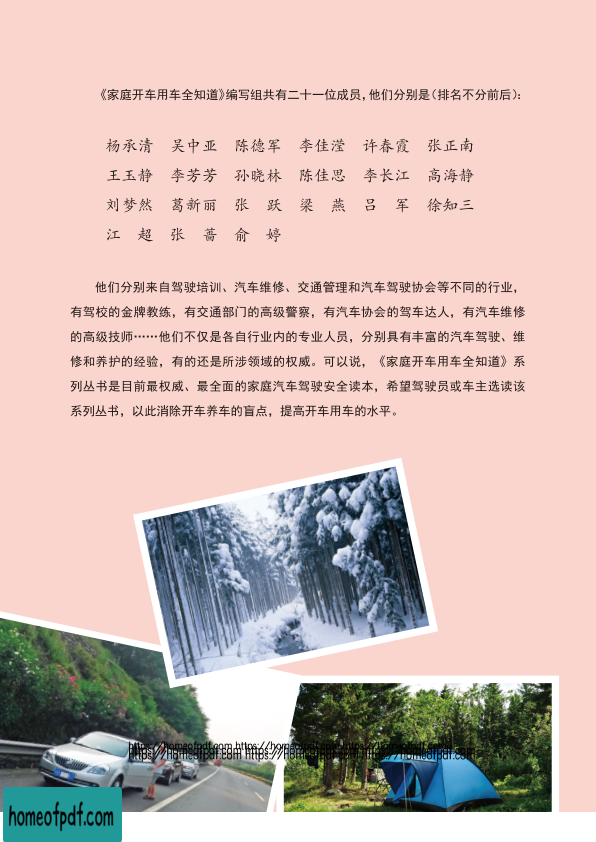 《家庭开车用车全知道》编写组共有二十一位成员，他们分别是（排名不分前后）：
杨承清 吴中亚 陈德军 李佳滢 许春霞 张正南
王玉静 李芳芳 孙晓林 陈佳思 李长江 高海静
刘梦然 葛新丽 张 跃 梁 燕 吕 军 徐知三
江 超 张 蔷 俞 婷
他们分别来自驾驶培训、汽车维修、交通管理和汽车驾驶协会等不同的行业，
有驾校的金牌教练，有交通部门的高级警察，有汽车协会的驾车达人，有汽车维修
的高级技师……他们不仅是各自行业内的专业人员，分别具有丰富的汽车驾驶、维
修和养护的经验，有的还是所涉领域的权威。可以说，《家庭开车用车全知道》系
列丛书是目前最权威、最全面的家庭汽车驾驶安全读本，希望驾驶员或车主选读该
系列丛书，以此消除开车养车的盲点，提高开车用车的水平。
https://homeofpdf.com https://homeofpdf.com https://homeofpdf.com
https://homeofpdf.com https://homeofpdf.com https://homeofpdf.com
homeofpdf.com